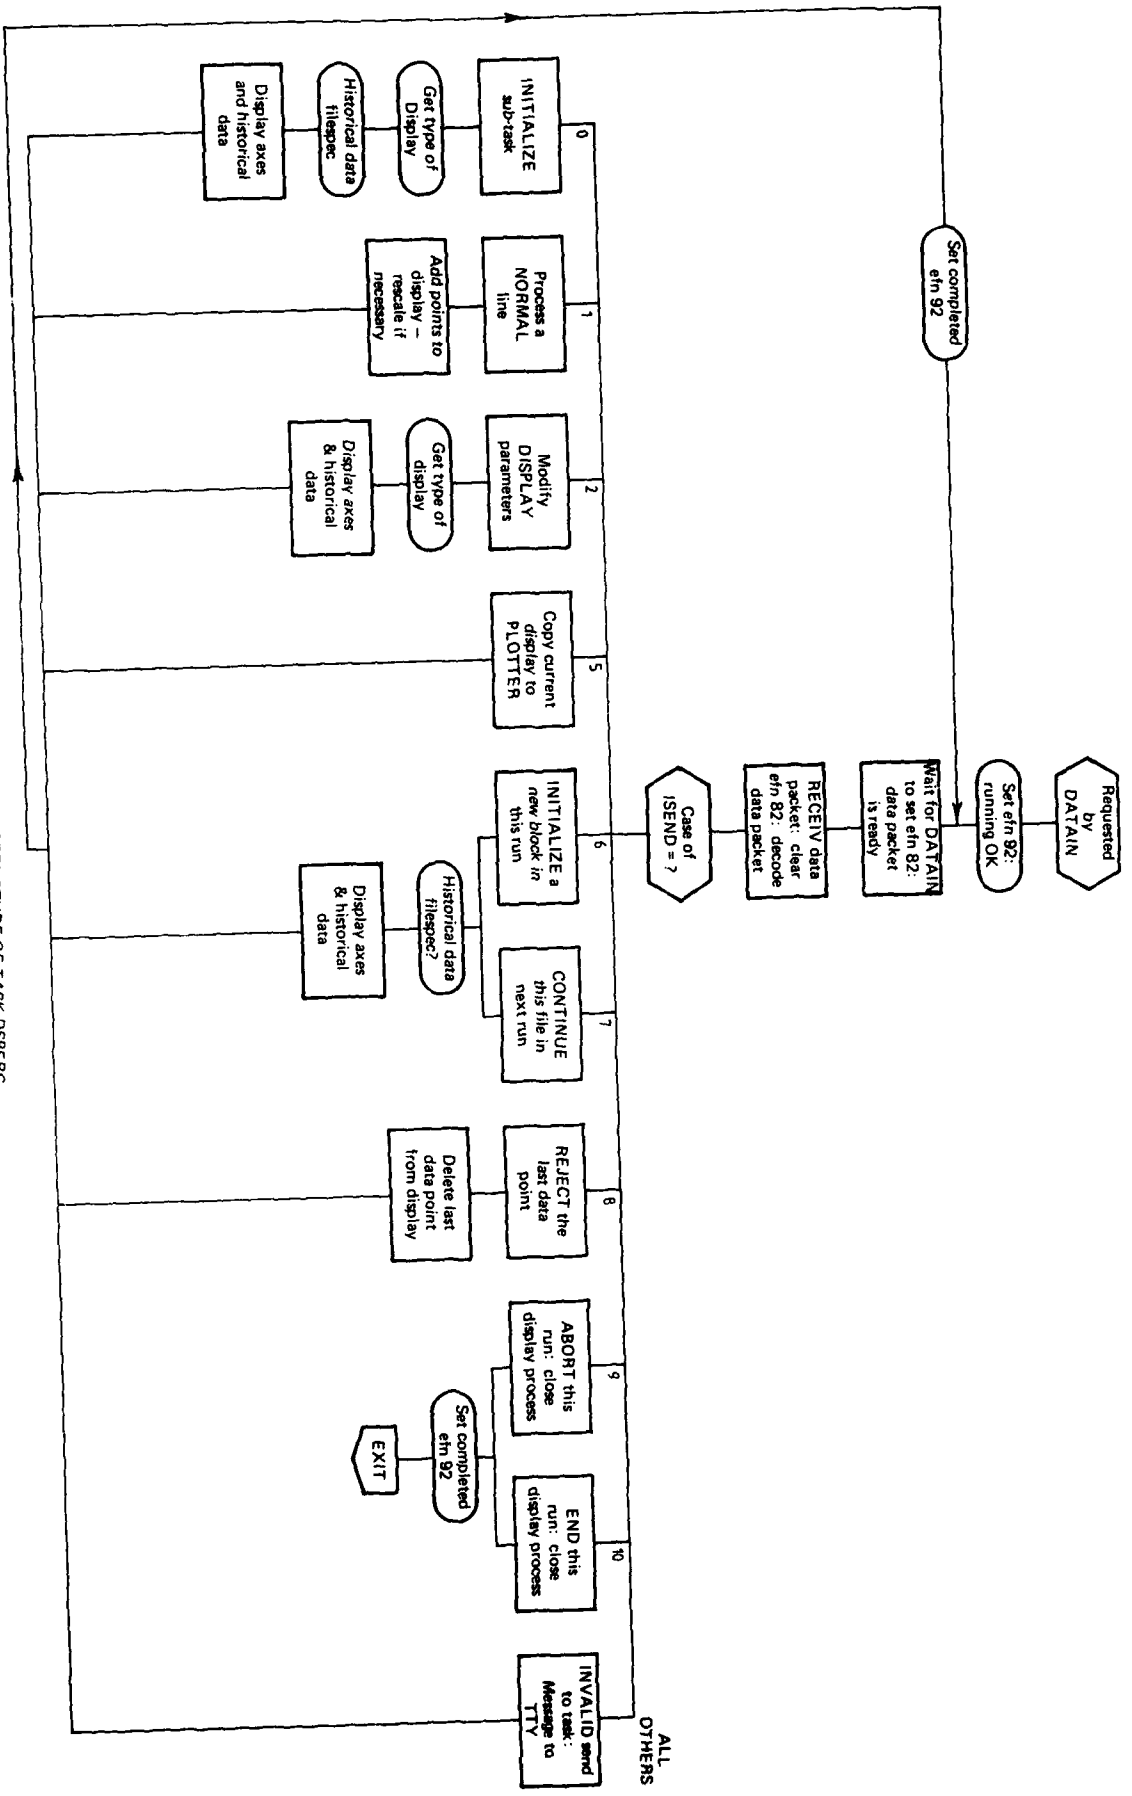 Requested
by
DATAIN
Set efn 92:
running OK
Set completed
efn 92
Wait for DATAIN
to set efn 82:
data packet
is ready
RECEIV data
packet: clear
efn 82: decode
data packet
Case of
ISEND = ?
0
INITIALIZE
sub-task
Get type of
Display
Historical data
filespec
Display axes
and historical
data
1
Process a
NORMAL
line
Add points to
display –
rescale if
necessary
2
Modify
DISPLAY
parameters
Get type of
display
Display axes
& historical
data
5
Copy current
display to
PLOTTER
6
INITIALIZE a
new block in
this run
7
CONTINUE
this file in
next run
Historical data
filespec?
Display axes
& historical
data
8
REJECT the
last data
point
Delete last
data point
from display
9
ABORT this
run: close
display process
10
END this
run: close
display process
Set completed
efn 92
EXIT
ALL
OTHERS
INVALID send
to task:
Message to
TTY
OF TASK